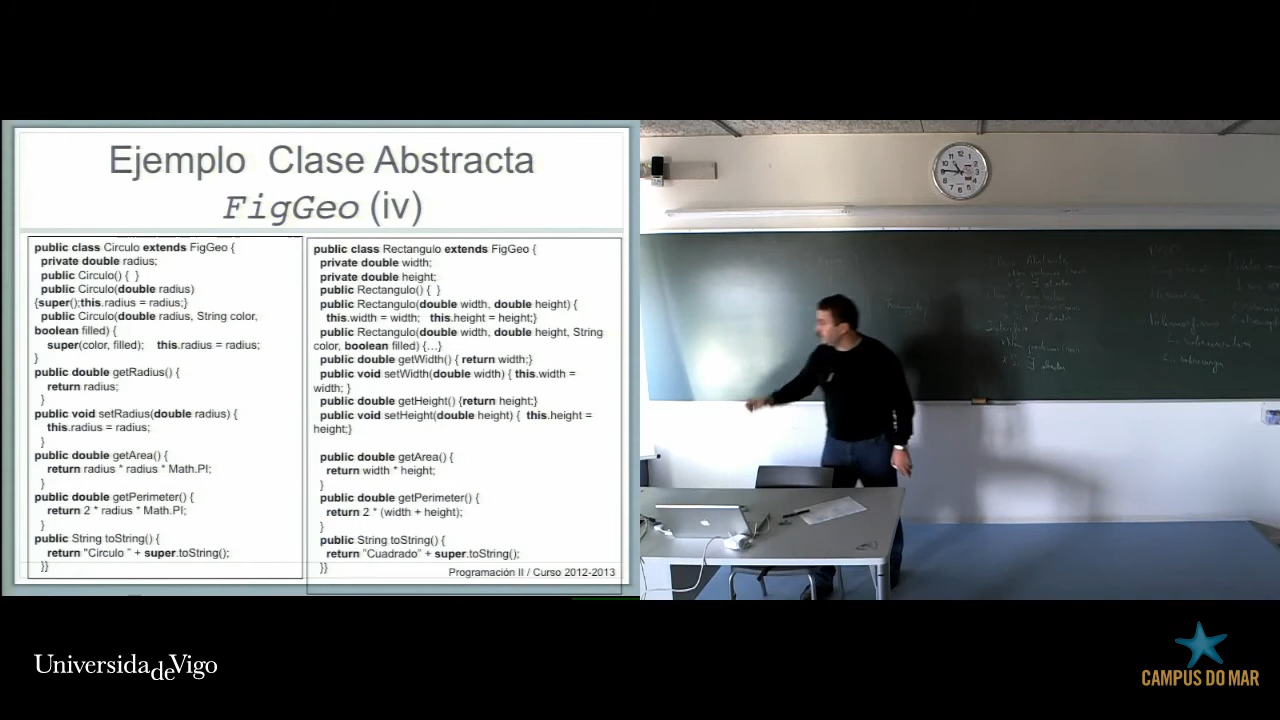 Ejemplo Clase Abstracta
FigGeo (iv)
public class Circulo extends FigGeo {
private double radius;
public Circulo() { }
public Circulo(double radius)
{super();this.radius = radius;}
public Circulo(double radius, String color,
boolean filled) {
super(color, filled); this.radius = radius;
}
public double getRadius() {
return radius;
}
public void setRadius(double radius) {
this.radius = radius;
}
public double getArea() {
return radius * radius * Math.PI;
}
public double getPerimeter() {
return 2 * radius * Math.PI;
}
public String toString() {
return "Circulo " + super.toString();
}}
public class Rectangulo extends FigGeo {
private double width;
private double height;
public Rectangulo() { }
public Rectangulo(double width, double height) {
this.width = width; this.height = height;}
public Rectangulo(double width, double height, String
color, boolean filled) {...}
public double getWidth() { return width;}
public void setWidth(double width) { this.width =
width; }
public double getHeight() {return height;}
public void setHeight(double height) { this.height =
height;}
public double getArea() {
return width * height;
}
public double getPerimeter() {
return 2 * (width + height);
}
public String toString() {
return "Cuadrado" + super.toString();
}}
Programación II / Curso 2012-2013
UniversidadeVigo
CAMPUS DO MAR